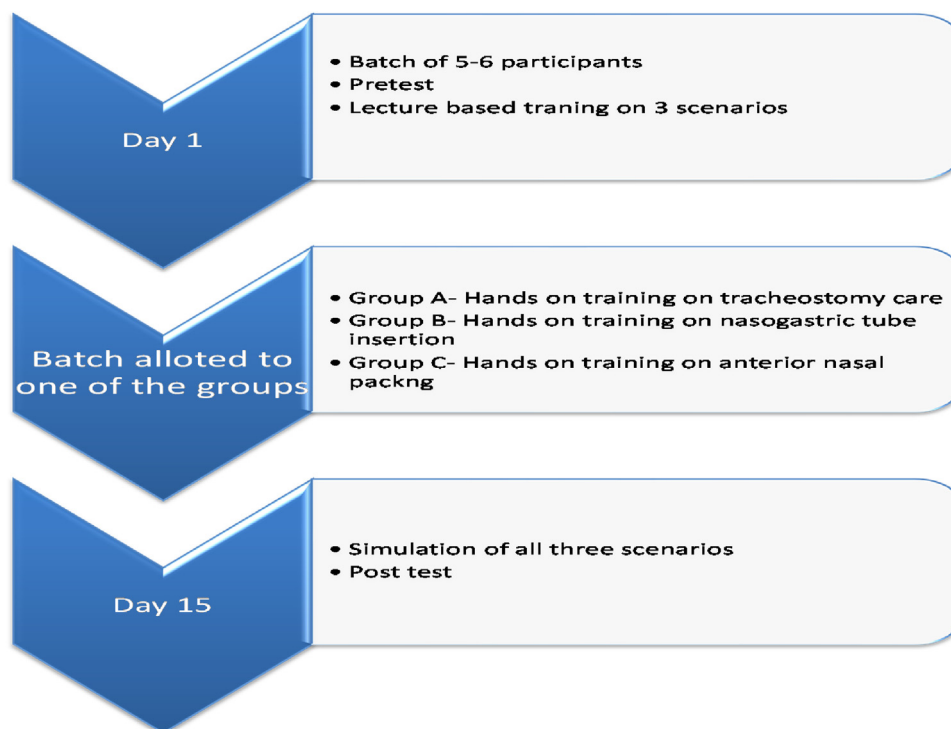 Day 1
• Batch of 5-6 participants
• Pretest
• Lecture based traning on 3 scenarios
Batch alloted to
one of the groups
• Group A- Hands on training on tracheostomy care
• Group B- Hands on training on nasogastric tube
insertion
• Group C- Hands on training on anterior nasal
packng
Day 15
• Simulation of all three scenarios
• Post test